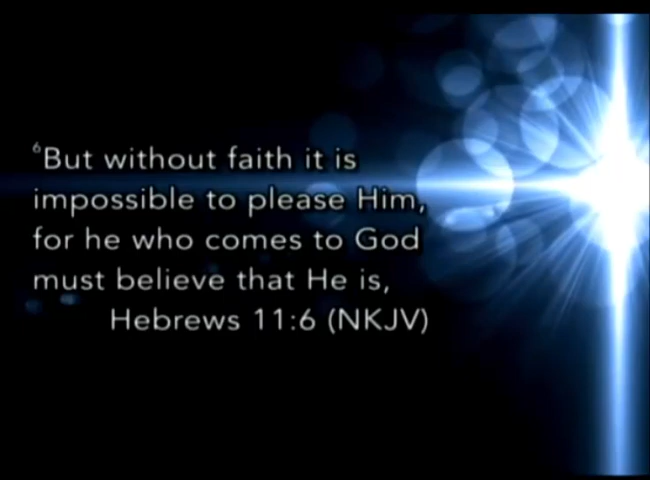 ⁶But without faith it is
impossible to please Him,
for he who comes to God
must believe that He is,
Hebrews 11:6 (NKJV)